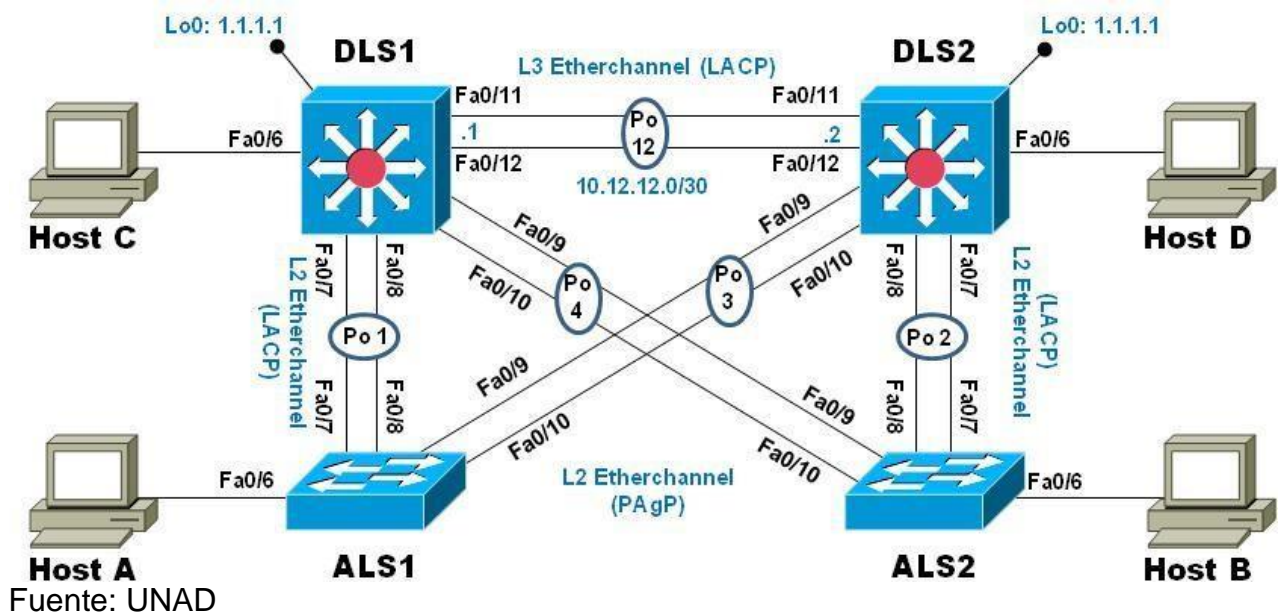 Lo0: 1.1.1.1
Lo0: 1.1.1.1
DLS1
DLS2
L3 Etherchannel (LACP)
Fa0/11
Fa0/11
Fa0/6
.1
Po
12
.2
Fa0/6
Fa0/12
Fa0/12
10.12.12.0/30
Host C
Host D
Fa0/9
Fa0/9
Fa0/7
Fa0/8
Fa0/10
Fa0/10
Fa0/8
Fa0/7
L2 Etherchannel
(LACP)
Po
4
Po
3
L2 Etherchannel
(LACP)
Po 1
Po 2
Fa0/7
Fa0/8
Fa0/9
Fa0/10
Fa0/9
Fa0/10
Fa0/8
Fa0/7
L2 Etherchannel
(PAgP)
Fa0/6
Fa0/6
Host A
ALS1
ALS2
Host B
Fuente: UNAD